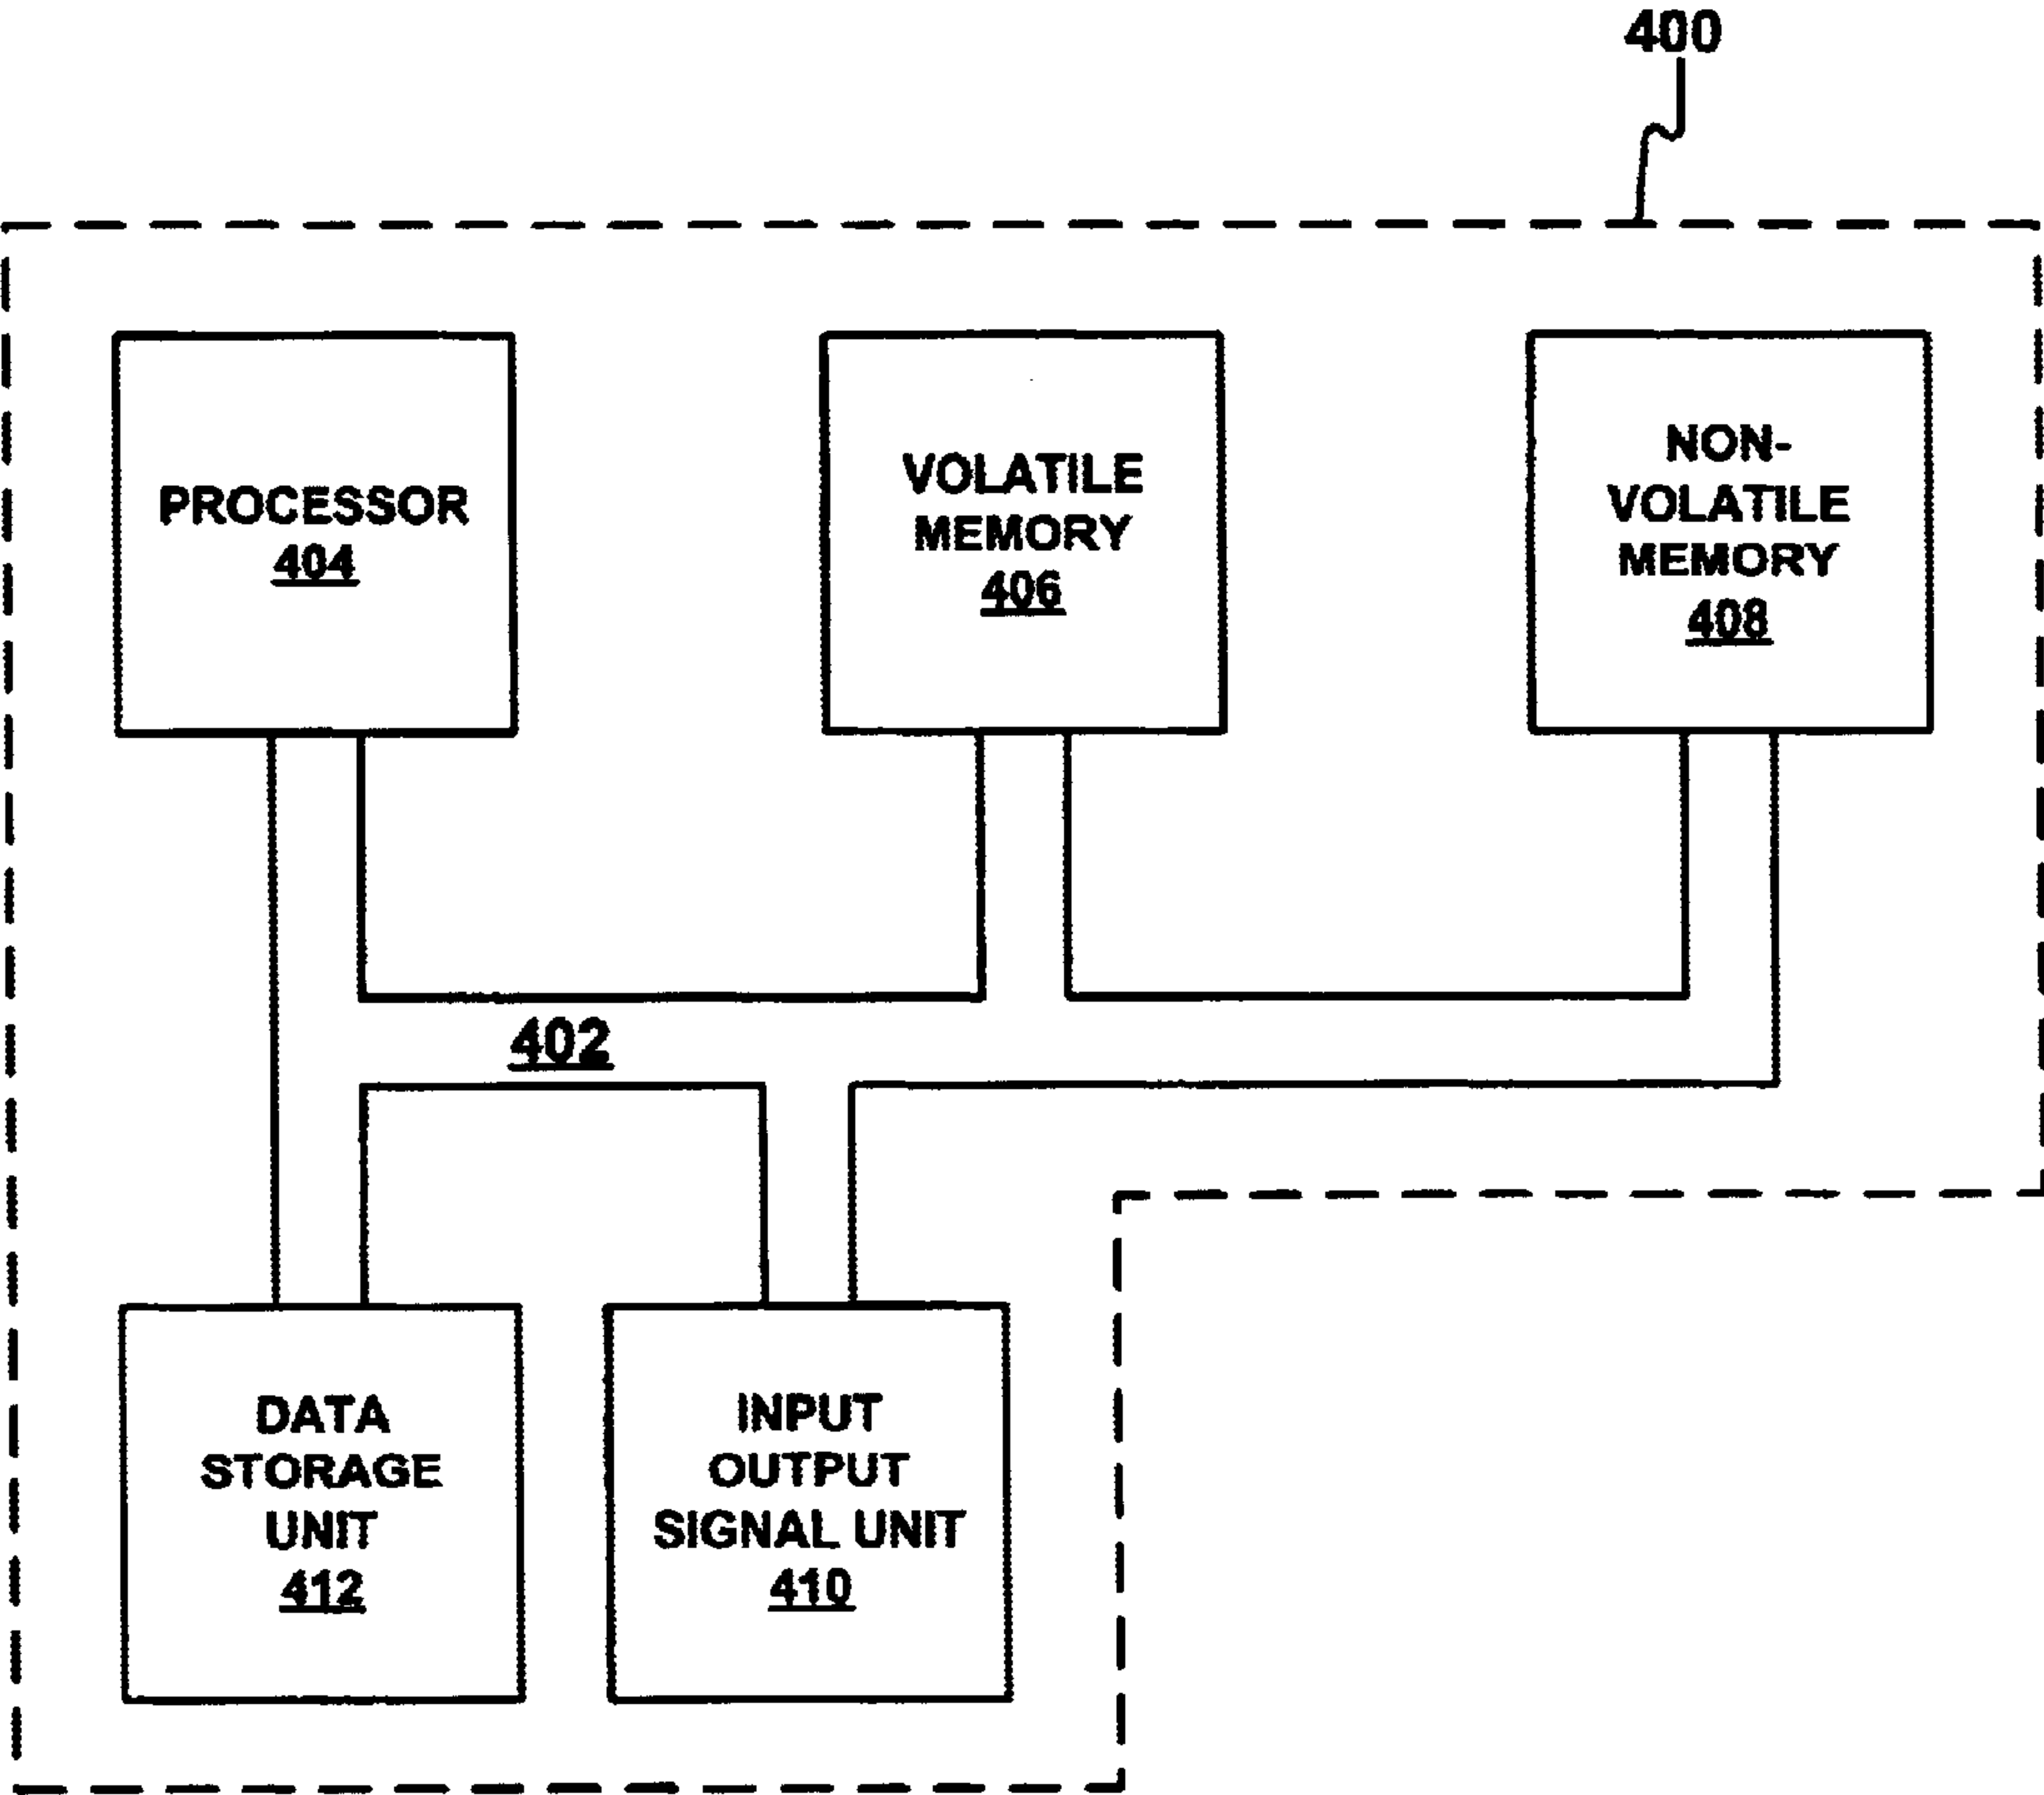 400
PROCESSOR
404
VOLATILE
MEMORY
406
NON-
VOLATILE
MEMORY
408
402
DATA
STORAGE
UNIT
412
INPUT
OUTPUT
SIGNAL UNIT
410